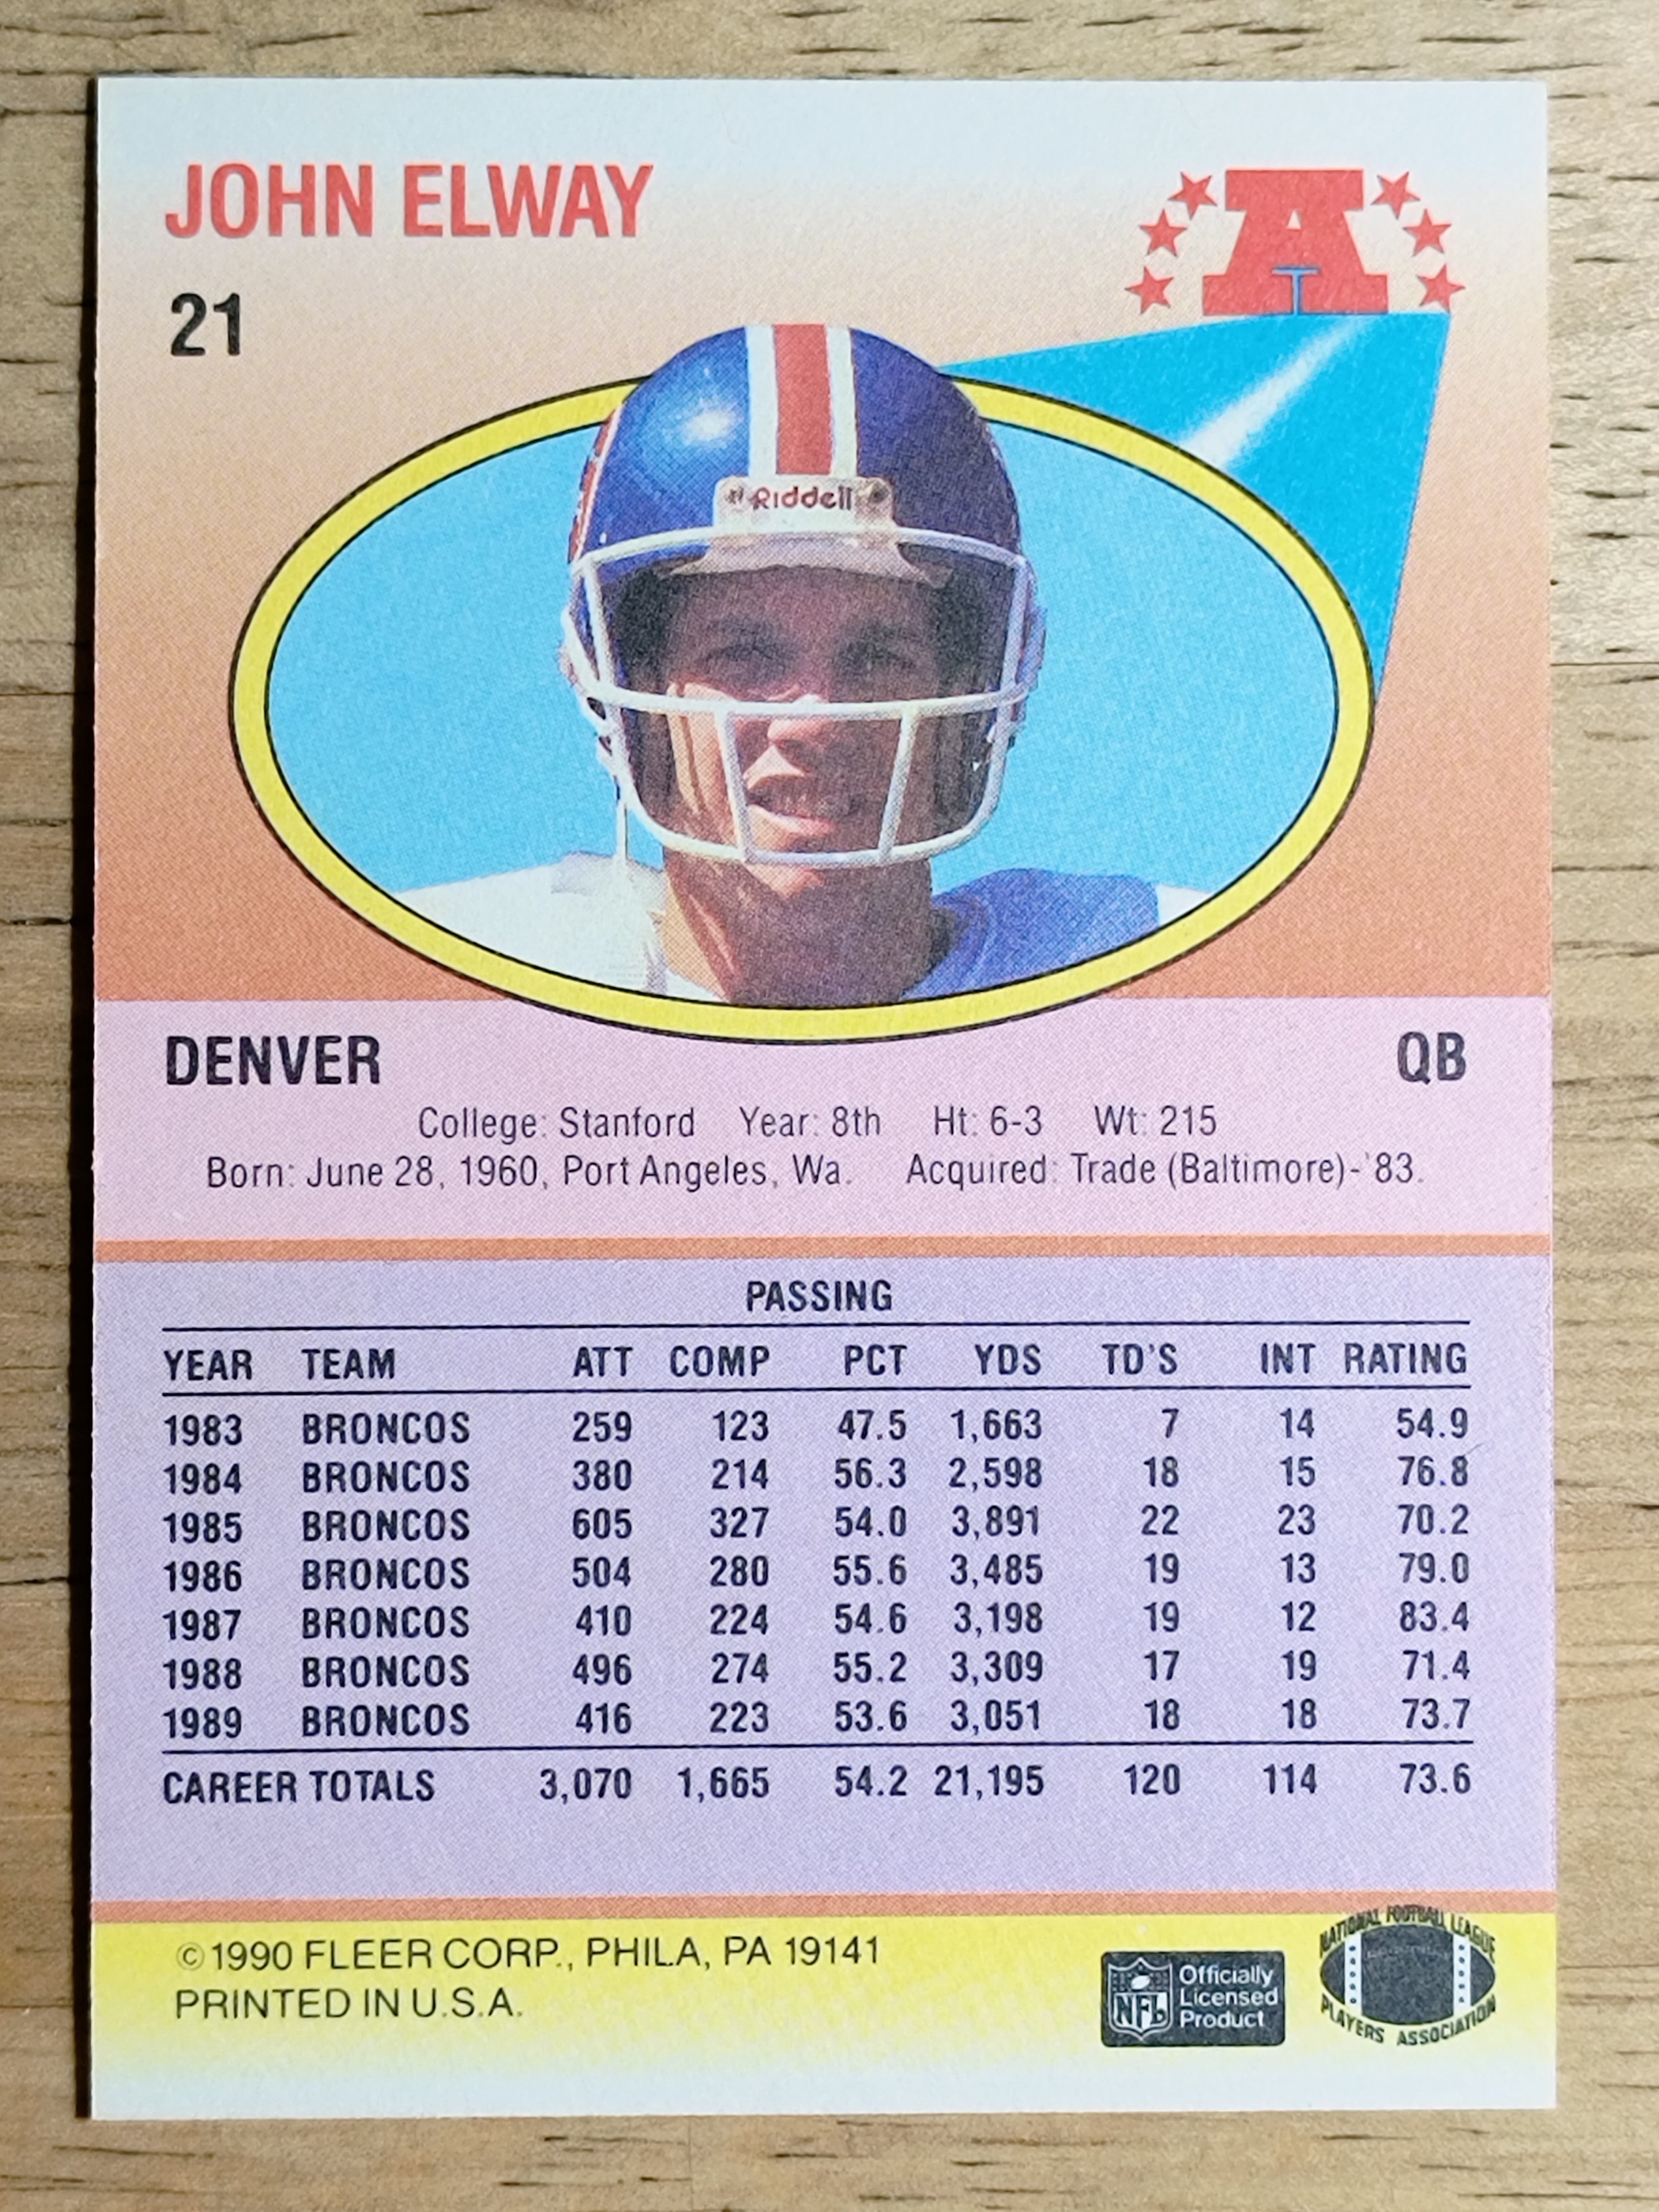 JOHN ELWAY
21
A
Riddell
DENVER QB
College: Stanford Year: 8th Ht: 6-3 Wt: 215
Born: June 28, 1960, Port Angeles, Wa. Acquired: Trade (Baltimore)-'83.
PASSING
YEAR TEAM ATT COMP PCT YDS TD'S INT RATING
1983 BRONCOS 259 123 47.5 1,663 7 14 54.9
1984 BRONCOS 380 214 56.3 2,598 18 15 76.8
1985 BRONCOS 605 327 54.0 3,891 22 23 70.2
1986 BRONCOS 504 280 55.6 3,485 19 13 79.0
1987 BRONCOS 410 224 54.6 3,198 19 12 83.4
1988 BRONCOS 496 274 55.2 3,309 17 19 71.4
1989 BRONCOS 416 223 53.6 3,051 18 18 73.7
CAREER TOTALS 3,070 1,665 54.2 21,195 120 114 73.6
©1990 FLEER CORP., PHILA, PA 19141
PRINTED IN U.S.A.
NFL
Officially
Licensed
Product
NATIONAL FOOTBALL LEAGUE
PLAYERS ASSOCIATION